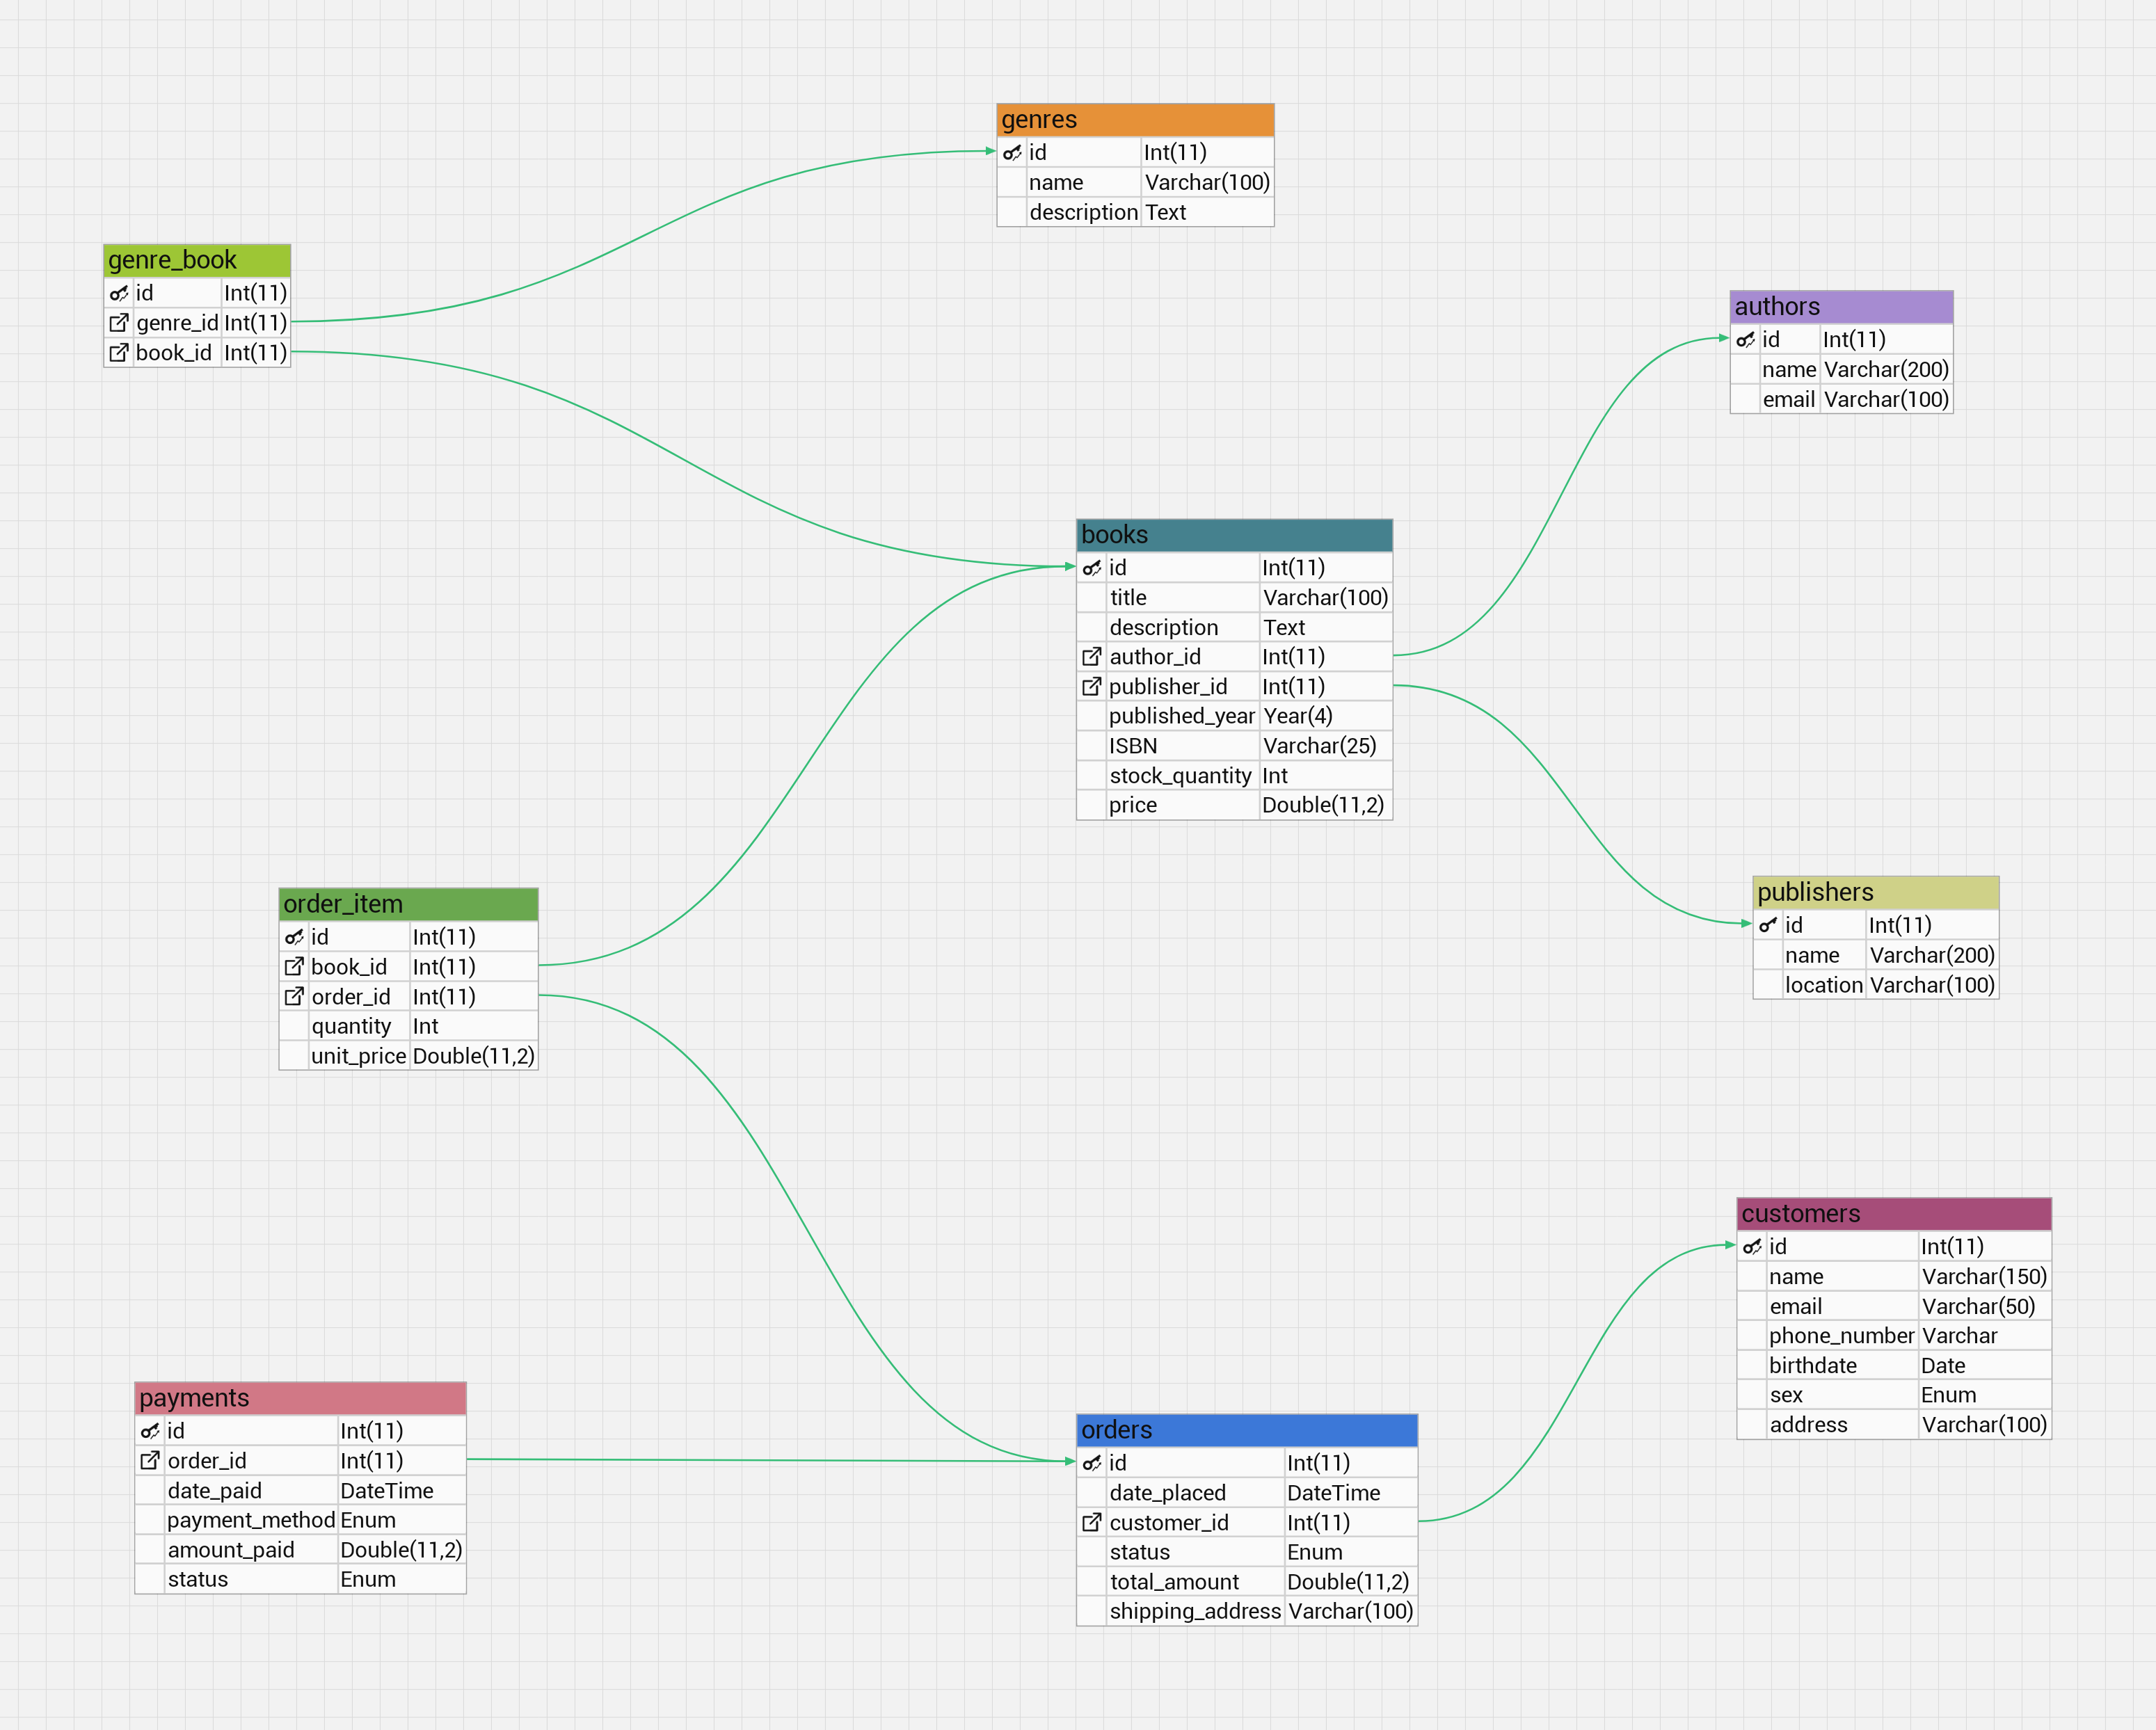 genres
id Int(11)
name Varchar(100)
description Text
genre_book
id Int(11)
genre_id Int(11)
book_id Int(11)
authors
id Int(11)
name Varchar(200)
email Varchar(100)
books
id Int(11)
title Varchar(100)
description Text
author_id Int(11)
publisher_id Int(11)
published_year Year(4)
ISBN Varchar(25)
stock_quantity Int
price Double(11,2)
order_item
id Int(11)
book_id Int(11)
order_id Int(11)
quantity Int
unit_price Double(11,2)
publishers
id Int(11)
name Varchar(200)
location Varchar(100)
customers
id Int(11)
name Varchar(150)
email Varchar(50)
phone_number Varchar
birthdate Date
sex Enum
address Varchar(100)
payments
id Int(11)
order_id Int(11)
date_paid DateTime
payment_method Enum
amount_paid Double(11,2)
status Enum
orders
id Int(11)
date_placed DateTime
customer_id Int(11)
status Enum
total_amount Double(11,2)
shipping_address Varchar(100)